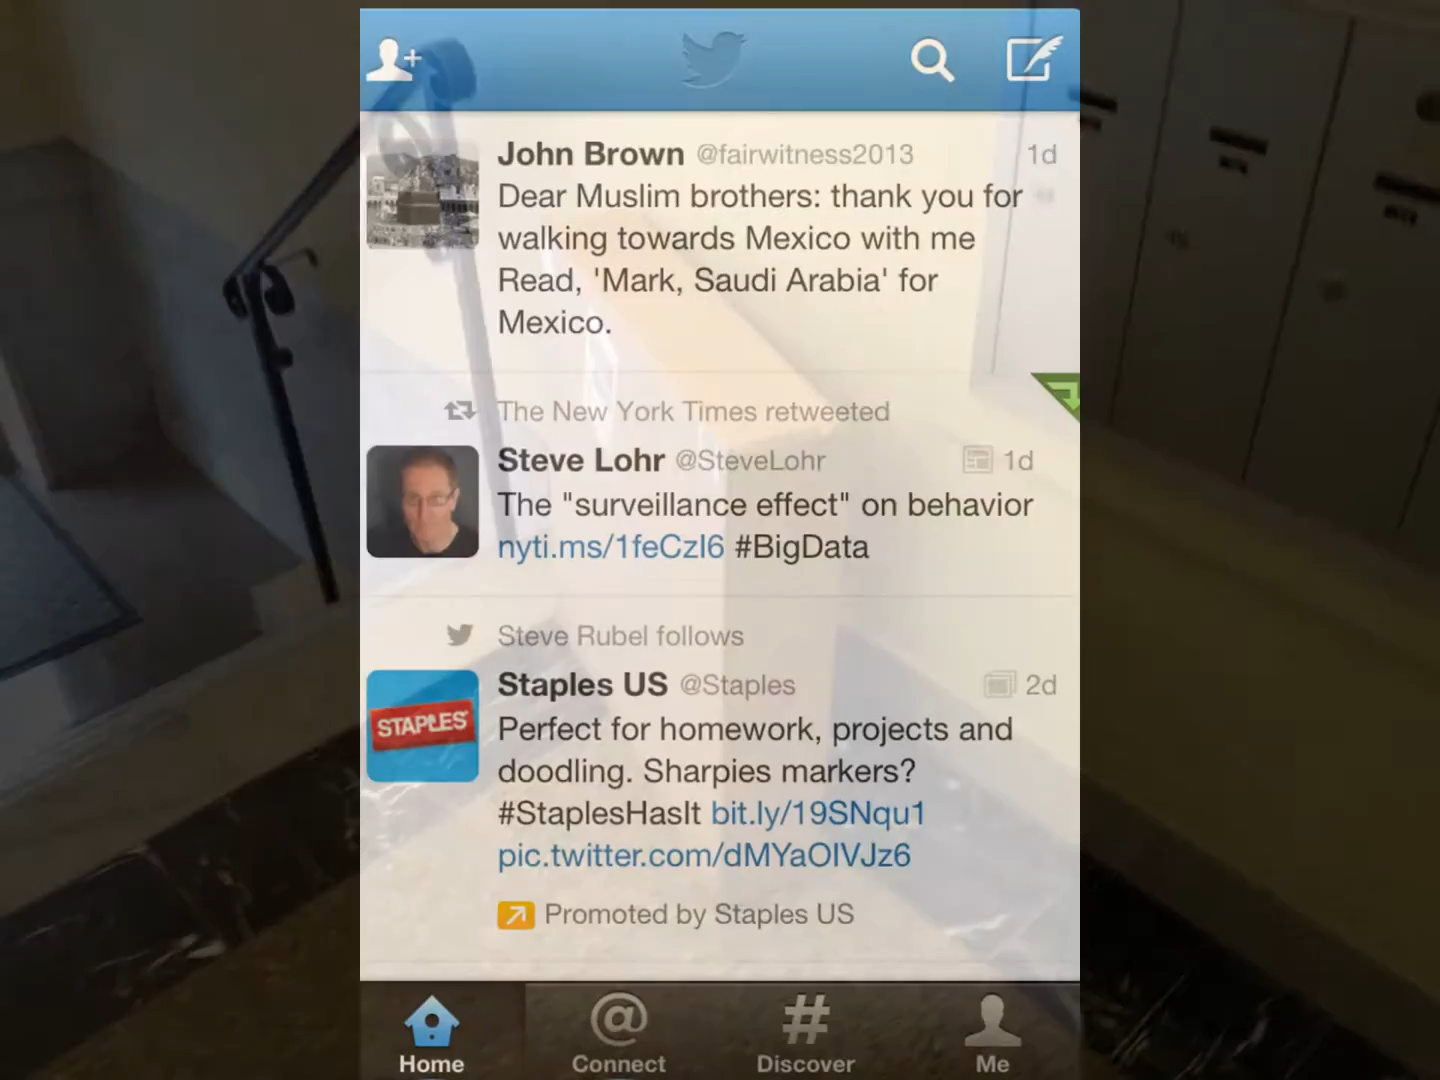 John Brown @fairwitness2013 1d
Dear Muslim brothers: thank you for
walking towards Mexico with me
Read, 'Mark, Saudi Arabia' for
Mexico.
The New York Times retweeted
Steve Lohr @SteveLohr 1d
The "surveillance effect" on behavior
nyti.ms/1feCzI6 #BigData
Steve Rubel follows
Staples US @Staples 2d
STAPLES
Perfect for homework, projects and
doodling. Sharpies markers?
#StaplesHasIt bit.ly/19SNqu1
pic.twitter.com/dMYaOIVJz6
Promoted by Staples US
Home Connect Discover Me